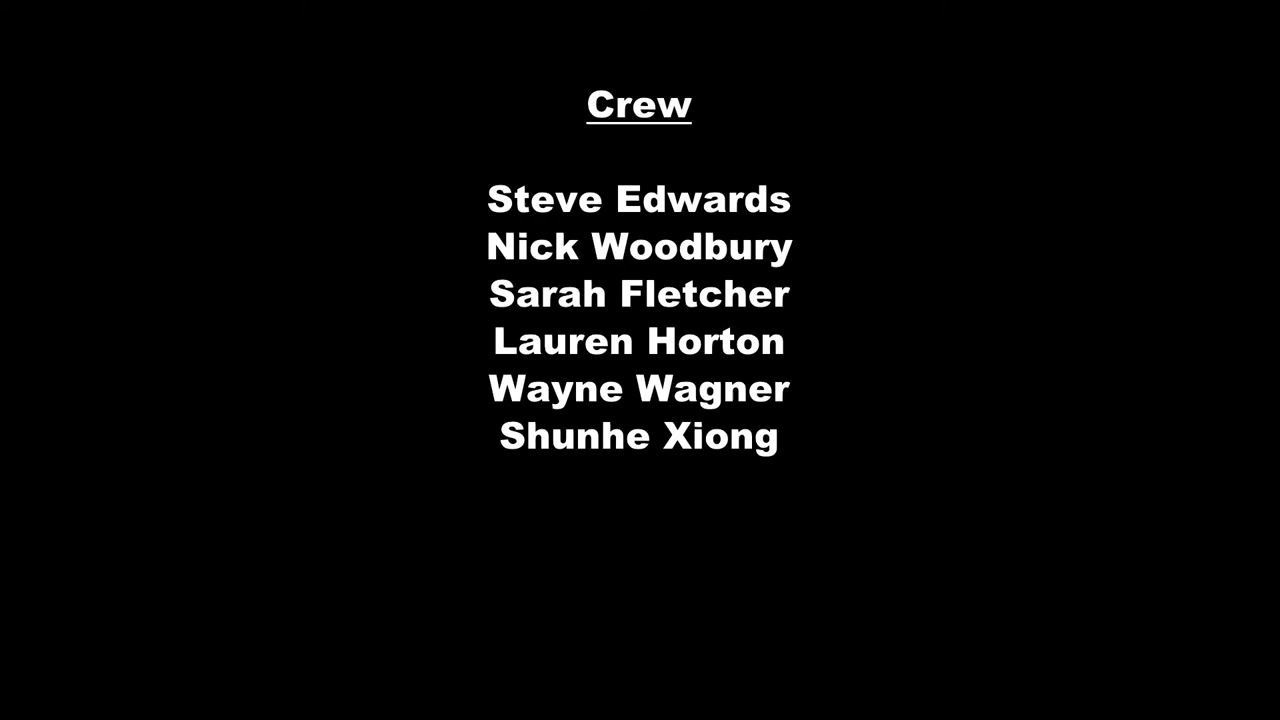 Crew
Steve Edwards
Nick Woodbury
Sarah Fletcher
Lauren Horton
Wayne Wagner
Shunhe Xiong